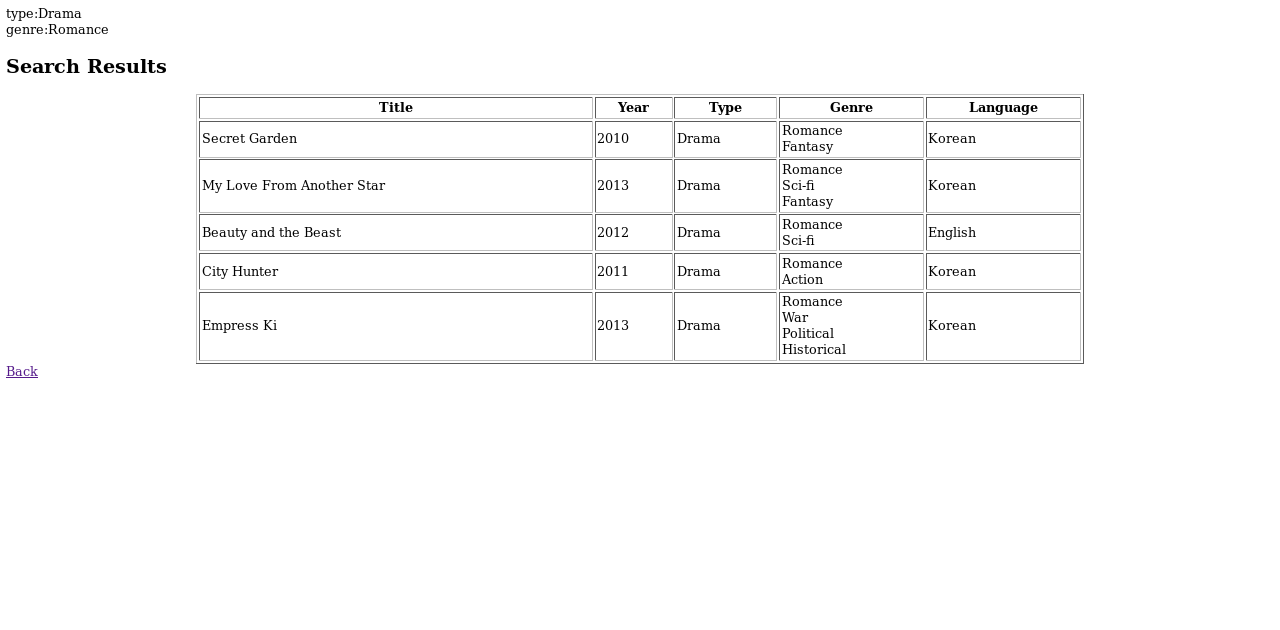 type:Drama
genre:Romance
Search Results
Title Year Type Genre Language
Secret Garden 2010 Drama Romance Korean
Fantasy
My Love From Another Star 2013 Drama Romance Korean
Sci-fi
Fantasy
Beauty and the Beast 2012 Drama Romance English
Sci-fi
City Hunter 2011 Drama Romance Korean
Action
Empress Ki 2013 Drama Romance Korean
War
Political
Historical
Back